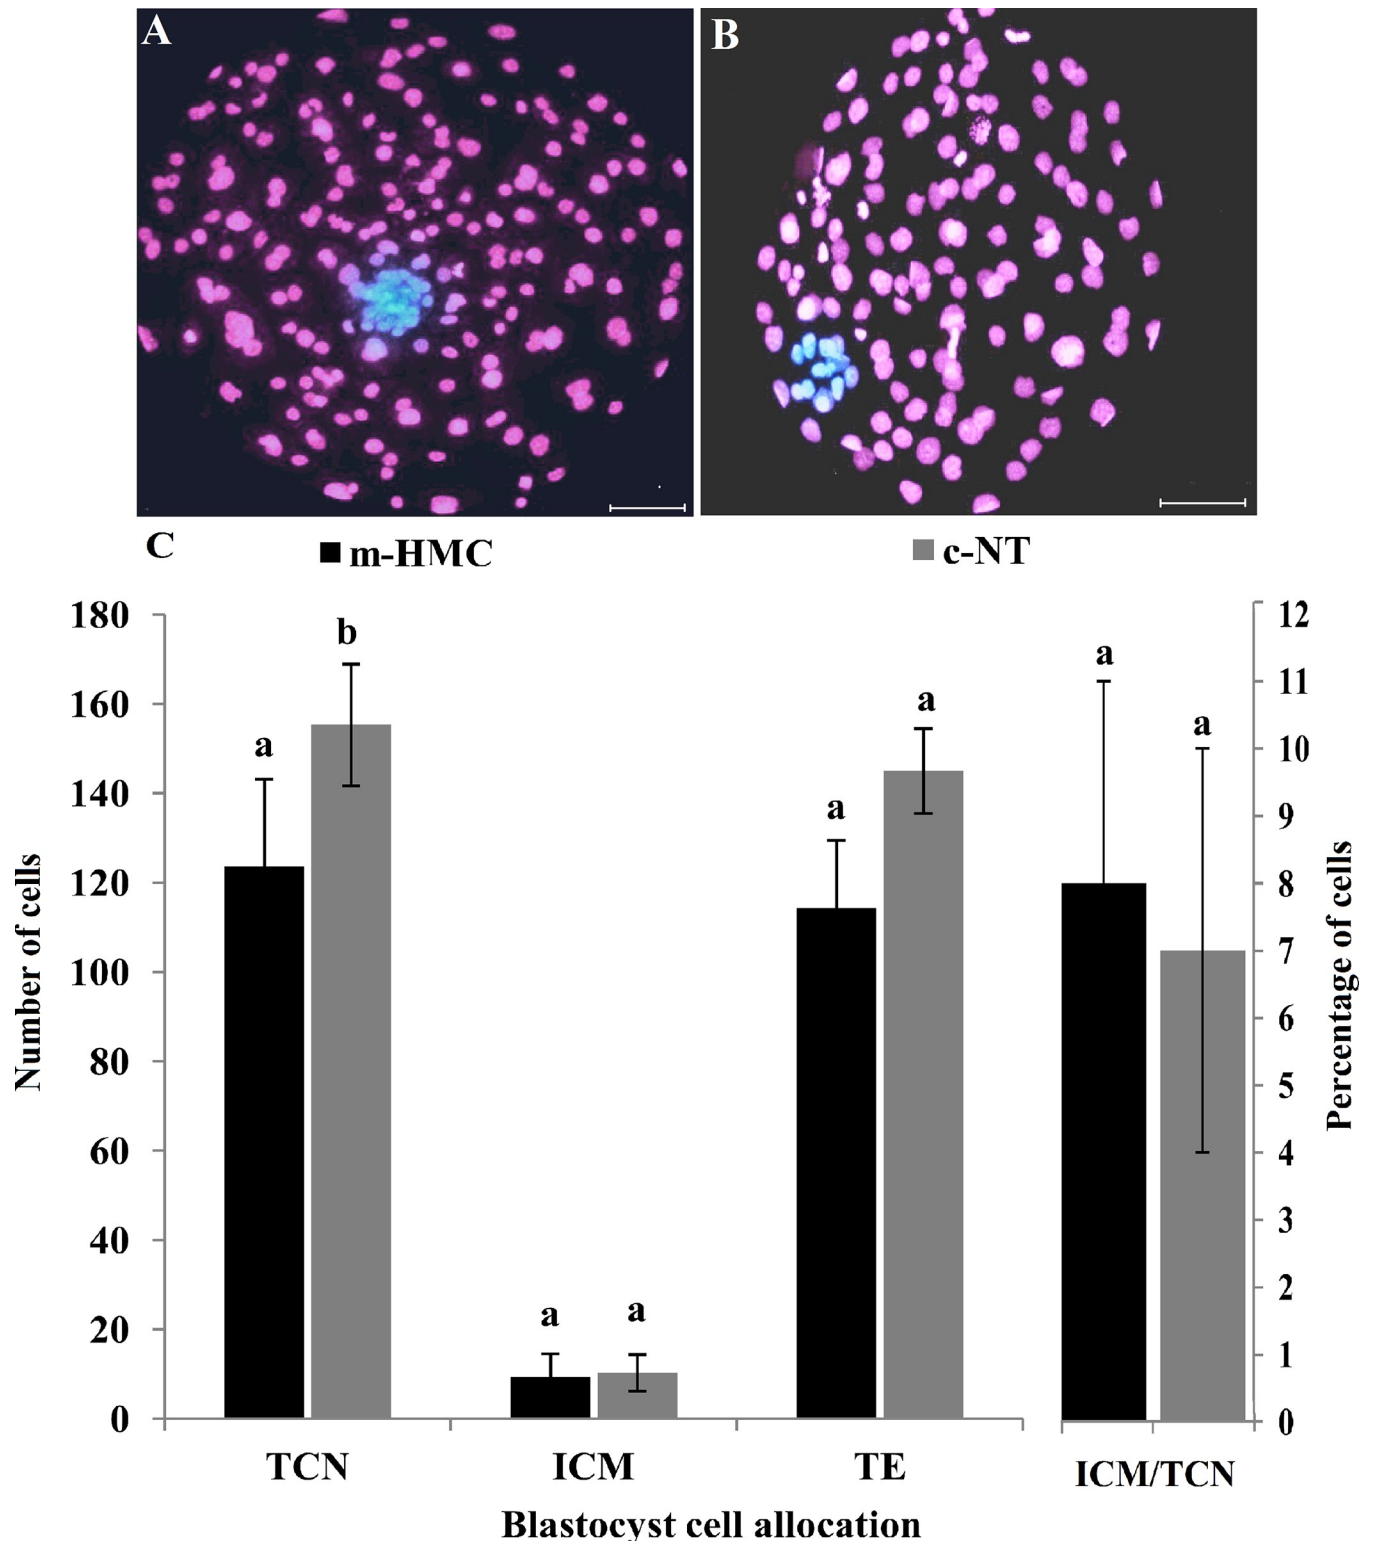 A
B
C
m-HMC
c-NT
180
160
140
120
100
80
60
40
20
0
Number of cells
12
11
10
9
8
7
6
5
4
3
2
1
0
Percentage of cells
a
b
a
a
a
a
a
a
TCN
ICM
TE
ICM/TCN
Blastocyst cell allocation